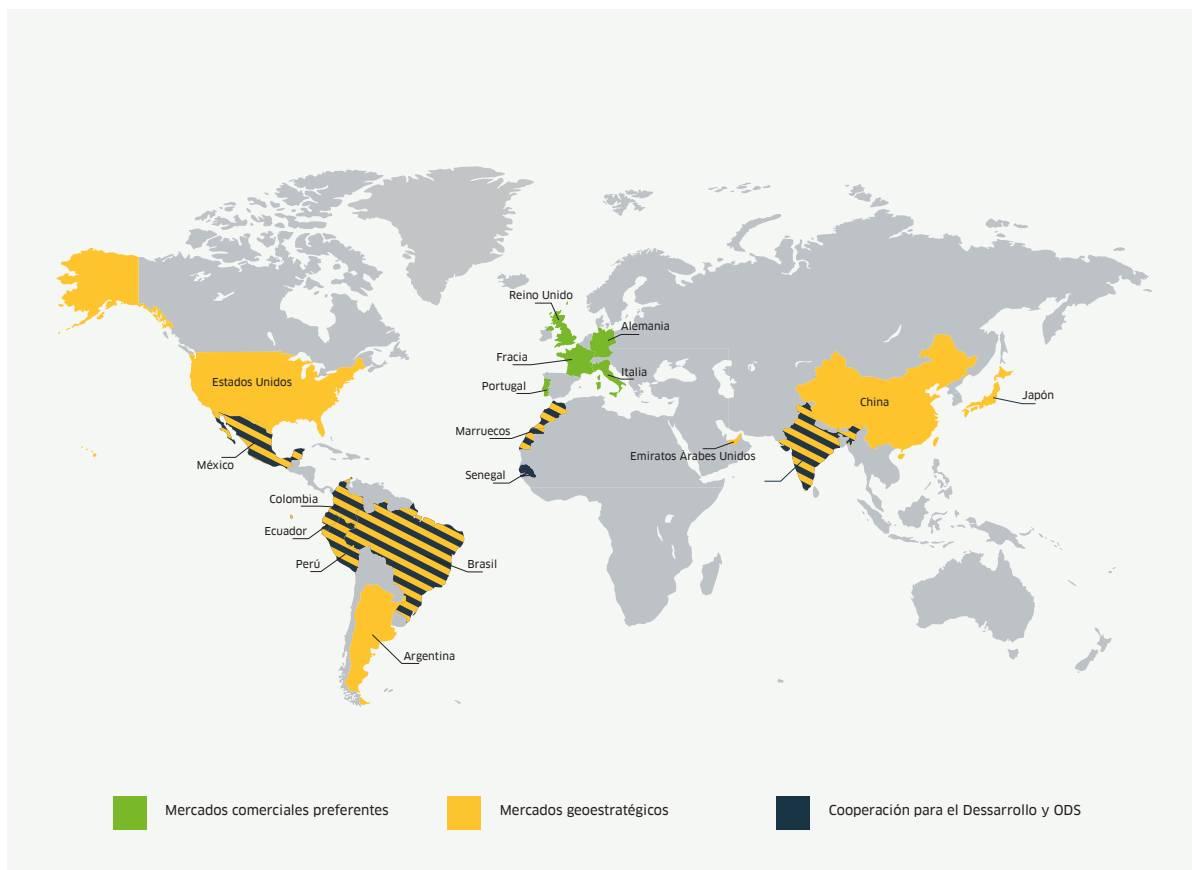 Reino Unido
Alemania
Fracia
Italia
Portugal
Estados Unidos
China
Japón
Marruecos
Emiratos Árabes Unidos
México
Senegal
Colombia
Ecuador
Perú
Brasil
Argentina
Mercados comerciales preferentes
Mercados geoestratégicos
Cooperación para el Dessarrollo y ODS